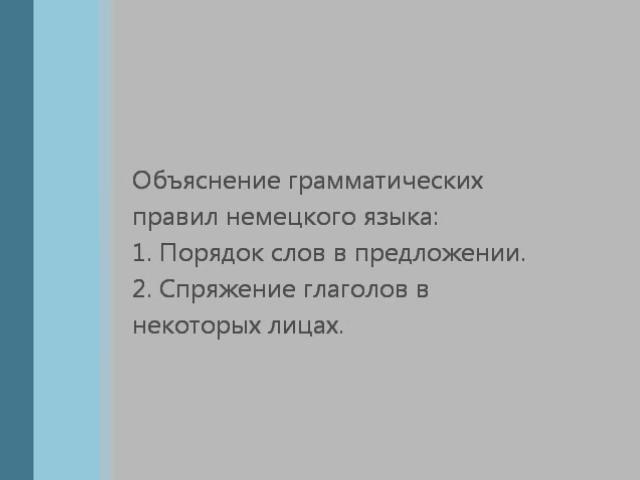 Объяснение грамматических
правил немецкого языка:
1. Порядок слов в предложении.
2. Спряжение глаголов в
некоторых лицах.